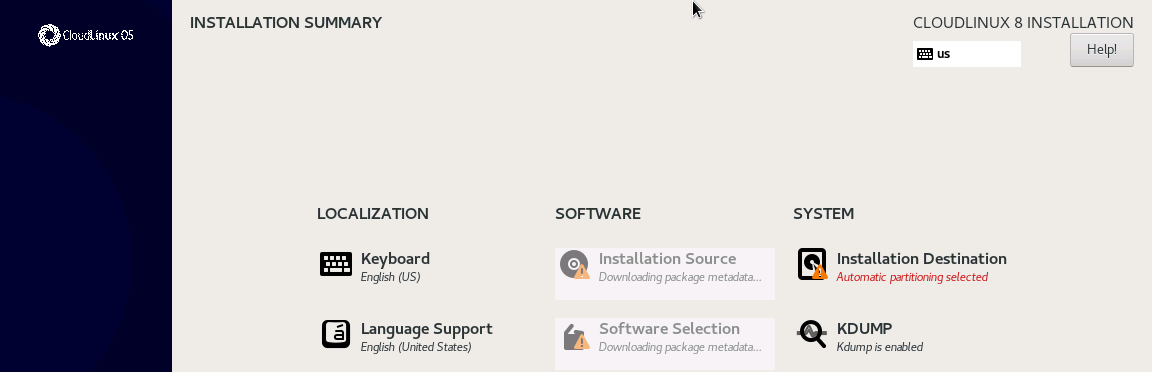 CloudLinux OS
INSTALLATION SUMMARY
CLOUDLINUX 8 INSTALLATION
us
Help!
LOCALIZATION
Keyboard
English (US)
Language Support
English (United States)
SOFTWARE
Installation Source
Downloading package metadata...
Software Selection
Downloading package metadata...
SYSTEM
Installation Destination
Automatic partitioning selected
KDUMP
Kdump is enabled